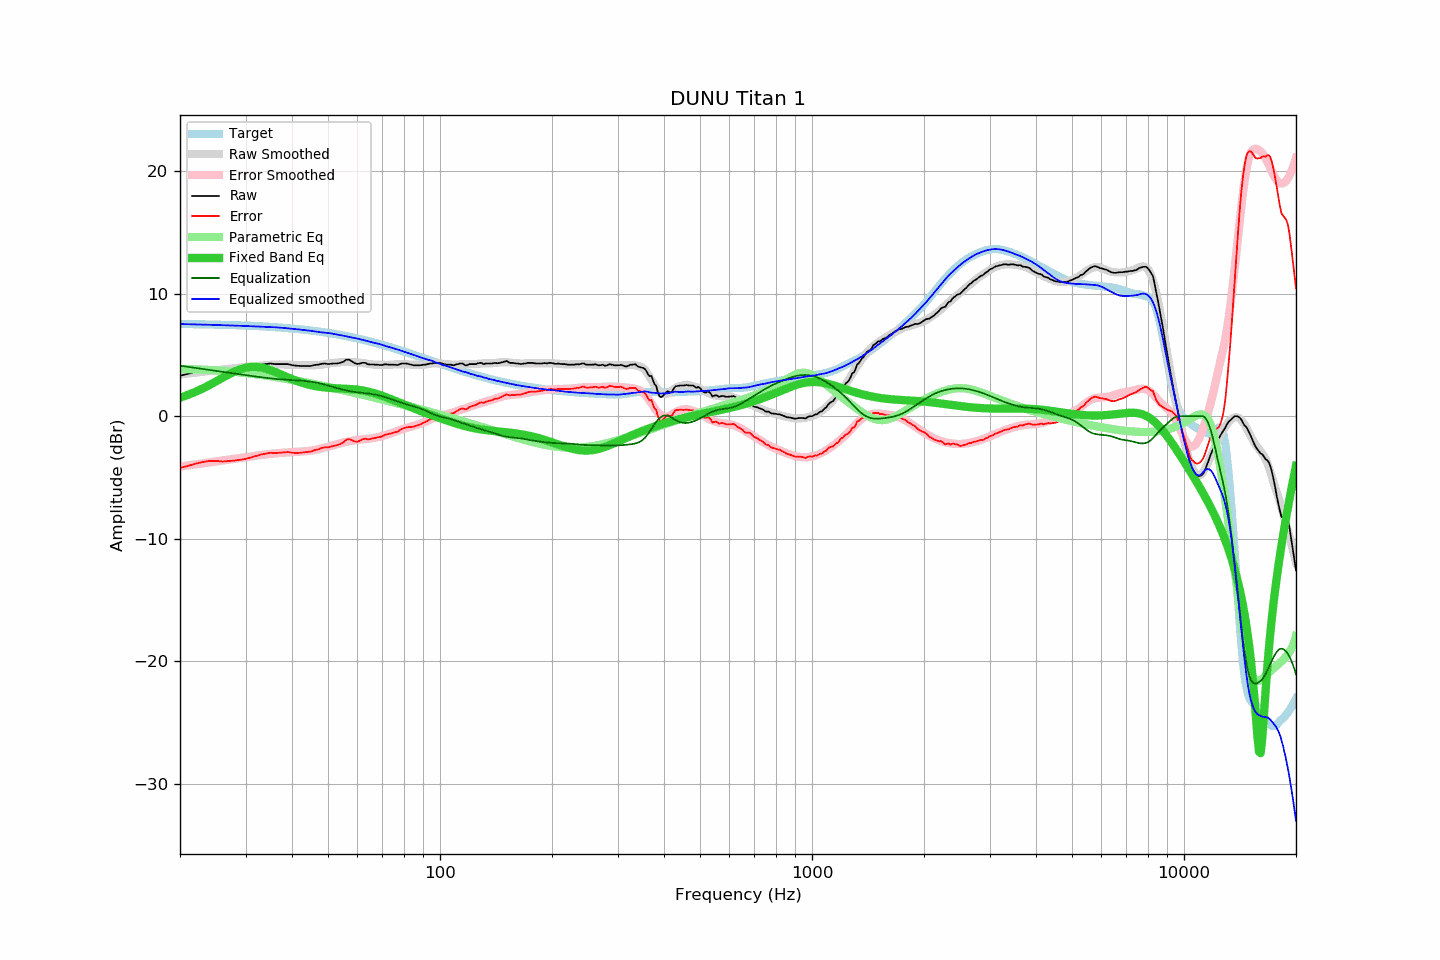 DUNU Titan 1
Target
Raw Smoothed
Error Smoothed
Raw
Error
Parametric Eq
Fixed Band Eq
Equalization
Equalized smoothed
20
10
0
−10
−20
−30
Amplitude (dBr)
100
1000
10000
Frequency (Hz)